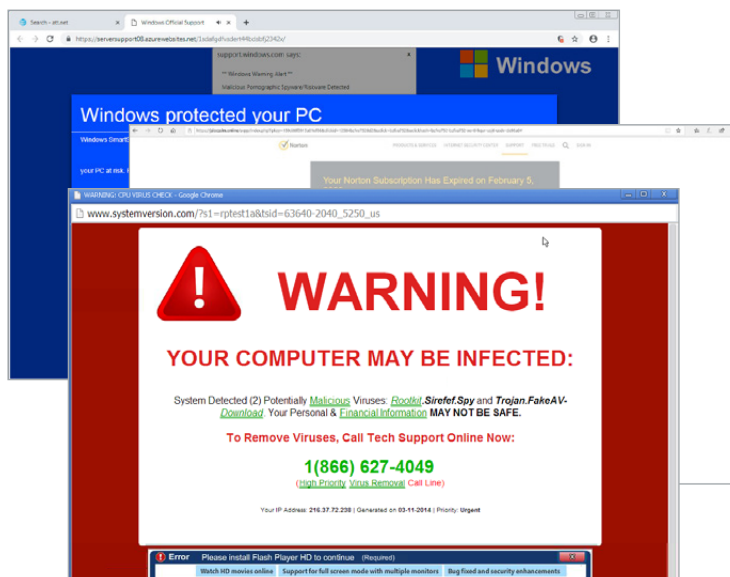 Search - att.net
Windows Official Support
support.windows.com says:
** Windows Warning Alert **
Malicious Pornographic Spyware/Riskware Detected
Windows
Windows protected your PC
Windows SmartS
your PC at risk.
Norton
SUPPORT
SIGN IN
Your Norton Subscription Has Expired on February 5,
WARNING! CPU VIRUS CHECK - Google Chrome
www.systemversion.com/?s1=rptest1a&tsid=63640-2040_5250_us
WARNING!
YOUR COMPUTER MAY BE INFECTED:
System Detected (2) Potentially Malicious Viruses: Rootkit.Sirefef.Spy and Trojan.FakeAV-
Download. Your Personal & Financial Information MAY NOT BE SAFE.
To Remove Viruses, Call Tech Support Online Now:
1(866) 627-4049
(High Priority Virus Removal Call Line)
Your IP Address: 216.37.72.238 | Generated on 03-11-2014 | Priority: Urgent
Error Please install Flash Player HD to continue (Required)
Watch HD movies online Support for full screen mode with multiple monitors Bug fixed and security enhancements